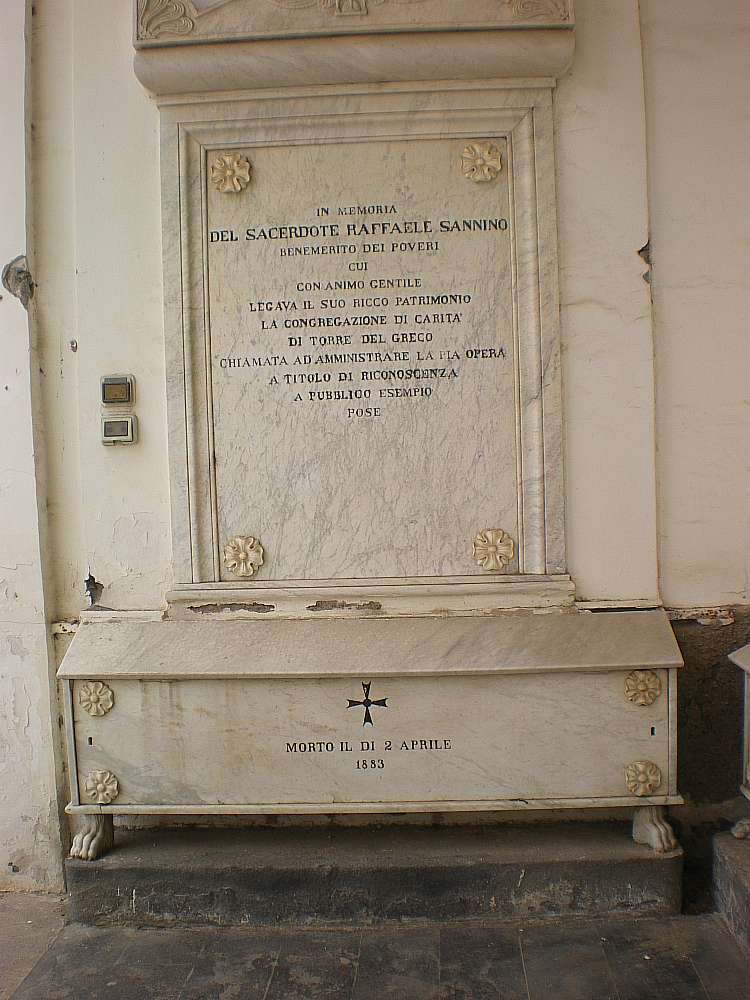 IN MEMORIA
DEL SACERDOTE RAFFAELE SANNINO
BENEMERITO DEI POVERI
CUI
CON ANIMO GENTILE
LEGAVA IL SUO RICCO PATRIMONIO
LA CONGREGAZIONE DI CARITA'
DI TORRE DEL GRECO
CHIAMATA AD AMMINISTRARE LA PIA OPERA
A TITOLO DI RICONOSCENZA
A PUBBLICO ESEMPIO
POSE
MORTO IL DI 2 APRILE
1883